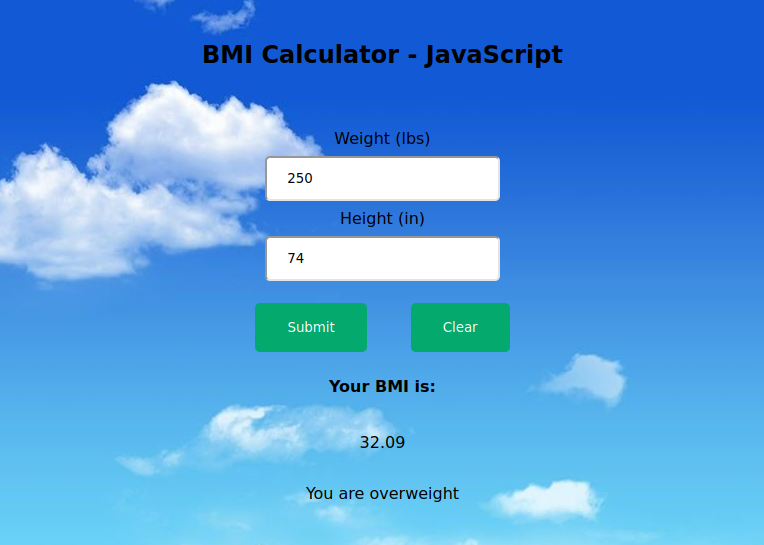 BMI Calculator - JavaScript
Weight (lbs)
250
Height (in)
74
Submit Clear
Your BMI is:
32.09
You are overweight